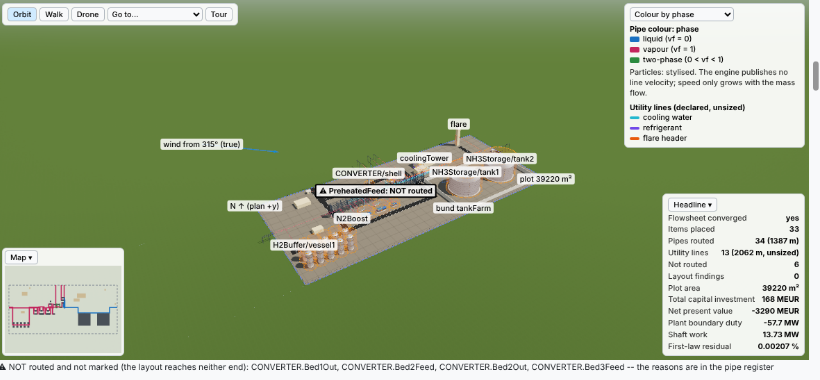 Orbit Walk Drone Go to... Tour
Colour by phase
Pipe colour: phase
liquid (vf = 0)
vapour (vf = 1)
two-phase (0 < vf < 1)
Particles: stylised. The engine publishes no
line velocity; speed only grows with the mass
flow.
Utility lines (declared, unsized)
cooling water
refrigerant
flare header
flare
wind from 315° (true)
coolingTower
NH3Storage/tank2
CONVERTER/shell
NH3Storage/tank1
plot 39220 m²
⚠ PreheatedFeed: NOT routed
N ↑ (plan +y)
bund tankFarm
N2Boost
H2Buffer/vessel1
Map ▾
Headline ▾
Flowsheet converged yes
Items placed 33
Pipes routed 34 (1387 m)
Utility lines 13 (2062 m, unsized)
Not routed 6
Layout findings 0
Plot area 39220 m²
Total capital investment 168 MEUR
Net present value -3290 MEUR
Plant boundary duty -57.7 MW
Shaft work 13.73 MW
First-law residual 0.00207 %
⚠ NOT routed and not marked (the layout reaches neither end): CONVERTER.Bed1Out, CONVERTER.Bed2Feed, CONVERTER.Bed2Out, CONVERTER.Bed3Feed -- the reasons are in the pipe register